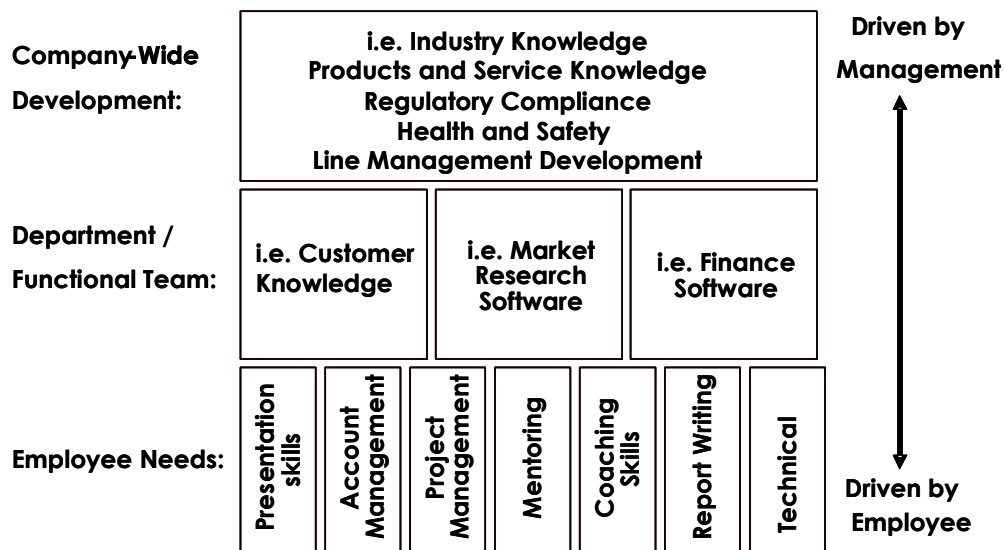 Company-Wide
Development:
i.e. Industry Knowledge
Products and Service Knowledge
Regulatory Compliance
Health and Safety
Line Management Development
Driven by
Management
Department /
Functional Team:
i.e. Customer
Knowledge
i.e. Market
Research
Software
i.e. Finance
Software
Employee Needs:
Presentation
skills
Account
Management
Project
Management
Mentoring
Coaching
Skills
Report Writing
Technical
Driven by
Employee